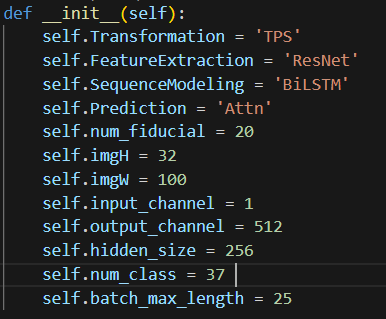 def __init__(self):
    self.Transformation = 'TPS'
    self.FeatureExtraction = 'ResNet'
    self.SequenceModeling = 'BiLSTM'
    self.Prediction = 'Attn'
    self.num_fiducial = 20
    self.imgH = 32
    self.imgW = 100
    self.input_channel = 1
    self.output_channel = 512
    self.hidden_size = 256
    self.num_class = 37
    self.batch_max_length = 25